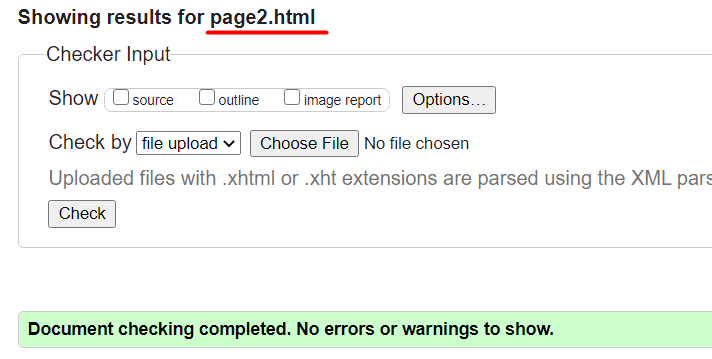 Showing results for page2.html
Checker Input
Show source outline image report Options...
Check by file upload Choose File No file chosen
Uploaded files with .xhtml or .xht extensions are parsed using the XML pars
Check
Document checking completed. No errors or warnings to show.